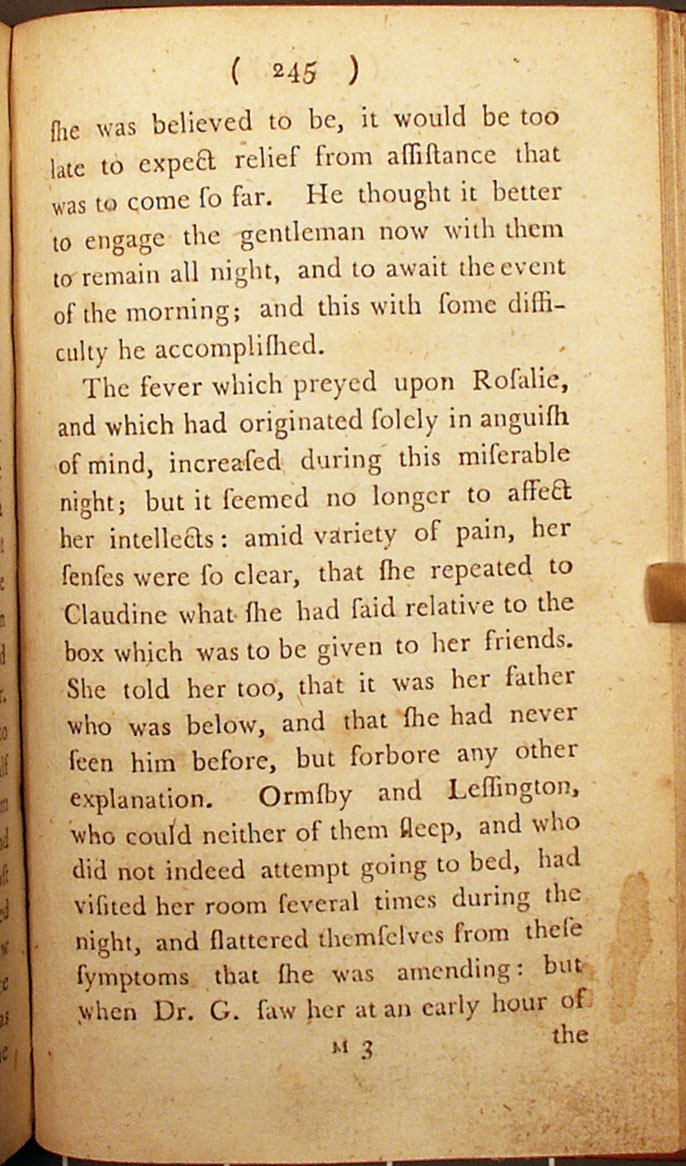 ( 245 )
ſhe was believed to be, it would be too
late to expect relief from aſſiſtance that
was to come ſo far. He thought it better
to engage the gentleman now with them
to remain all night, and to await the event
of the morning; and this with ſome diffi-
culty he accompliſhed.
The fever which preyed upon Roſalie,
and which had originated ſolely in anguiſh
of mind, increaſed during this miſerable
night; but it ſeemed no longer to affect
her intellects: amid variety of pain, her
ſenſes were ſo clear, that ſhe repeated to
Claudine what ſhe had ſaid relative to the
box which was to be given to her friends.
She told her too, that it was her father
who was below, and that ſhe had never
ſeen him before, but forbore any other
explanation. Ormſby and Leſſington,
who could neither of them ſleep, and who
did not indeed attempt going to bed, had
viſited her room ſeveral times during the
night, and flattered themſelves from theſe
ſymptoms that ſhe was amending: but
when Dr. G. ſaw her at an early hour of
M 3
the